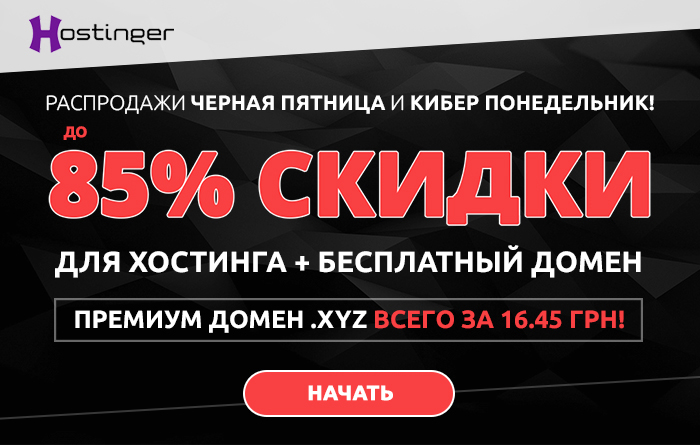 Hostinger
РАСПРОДАЖИ ЧЕРНАЯ ПЯТНИЦА И КИБЕР ПОНЕДЕЛЬНИК!
ДО
85% СКИДКИ
ДЛЯ ХОСТИНГА + БЕСПЛАТНЫЙ ДОМЕН
ПРЕМИУМ ДОМЕН .XYZ ВСЕГО ЗА 16.45 ГРН!
НАЧАТЬ